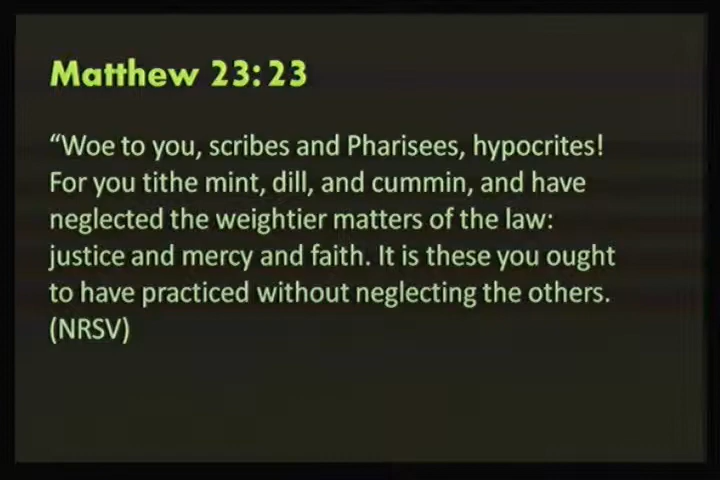 Matthew 23:23
“Woe to you, scribes and Pharisees, hypocrites!
For you tithe mint, dill, and cummin, and have
neglected the weightier matters of the law:
justice and mercy and faith. It is these you ought
to have practiced without neglecting the others.
(NRSV)